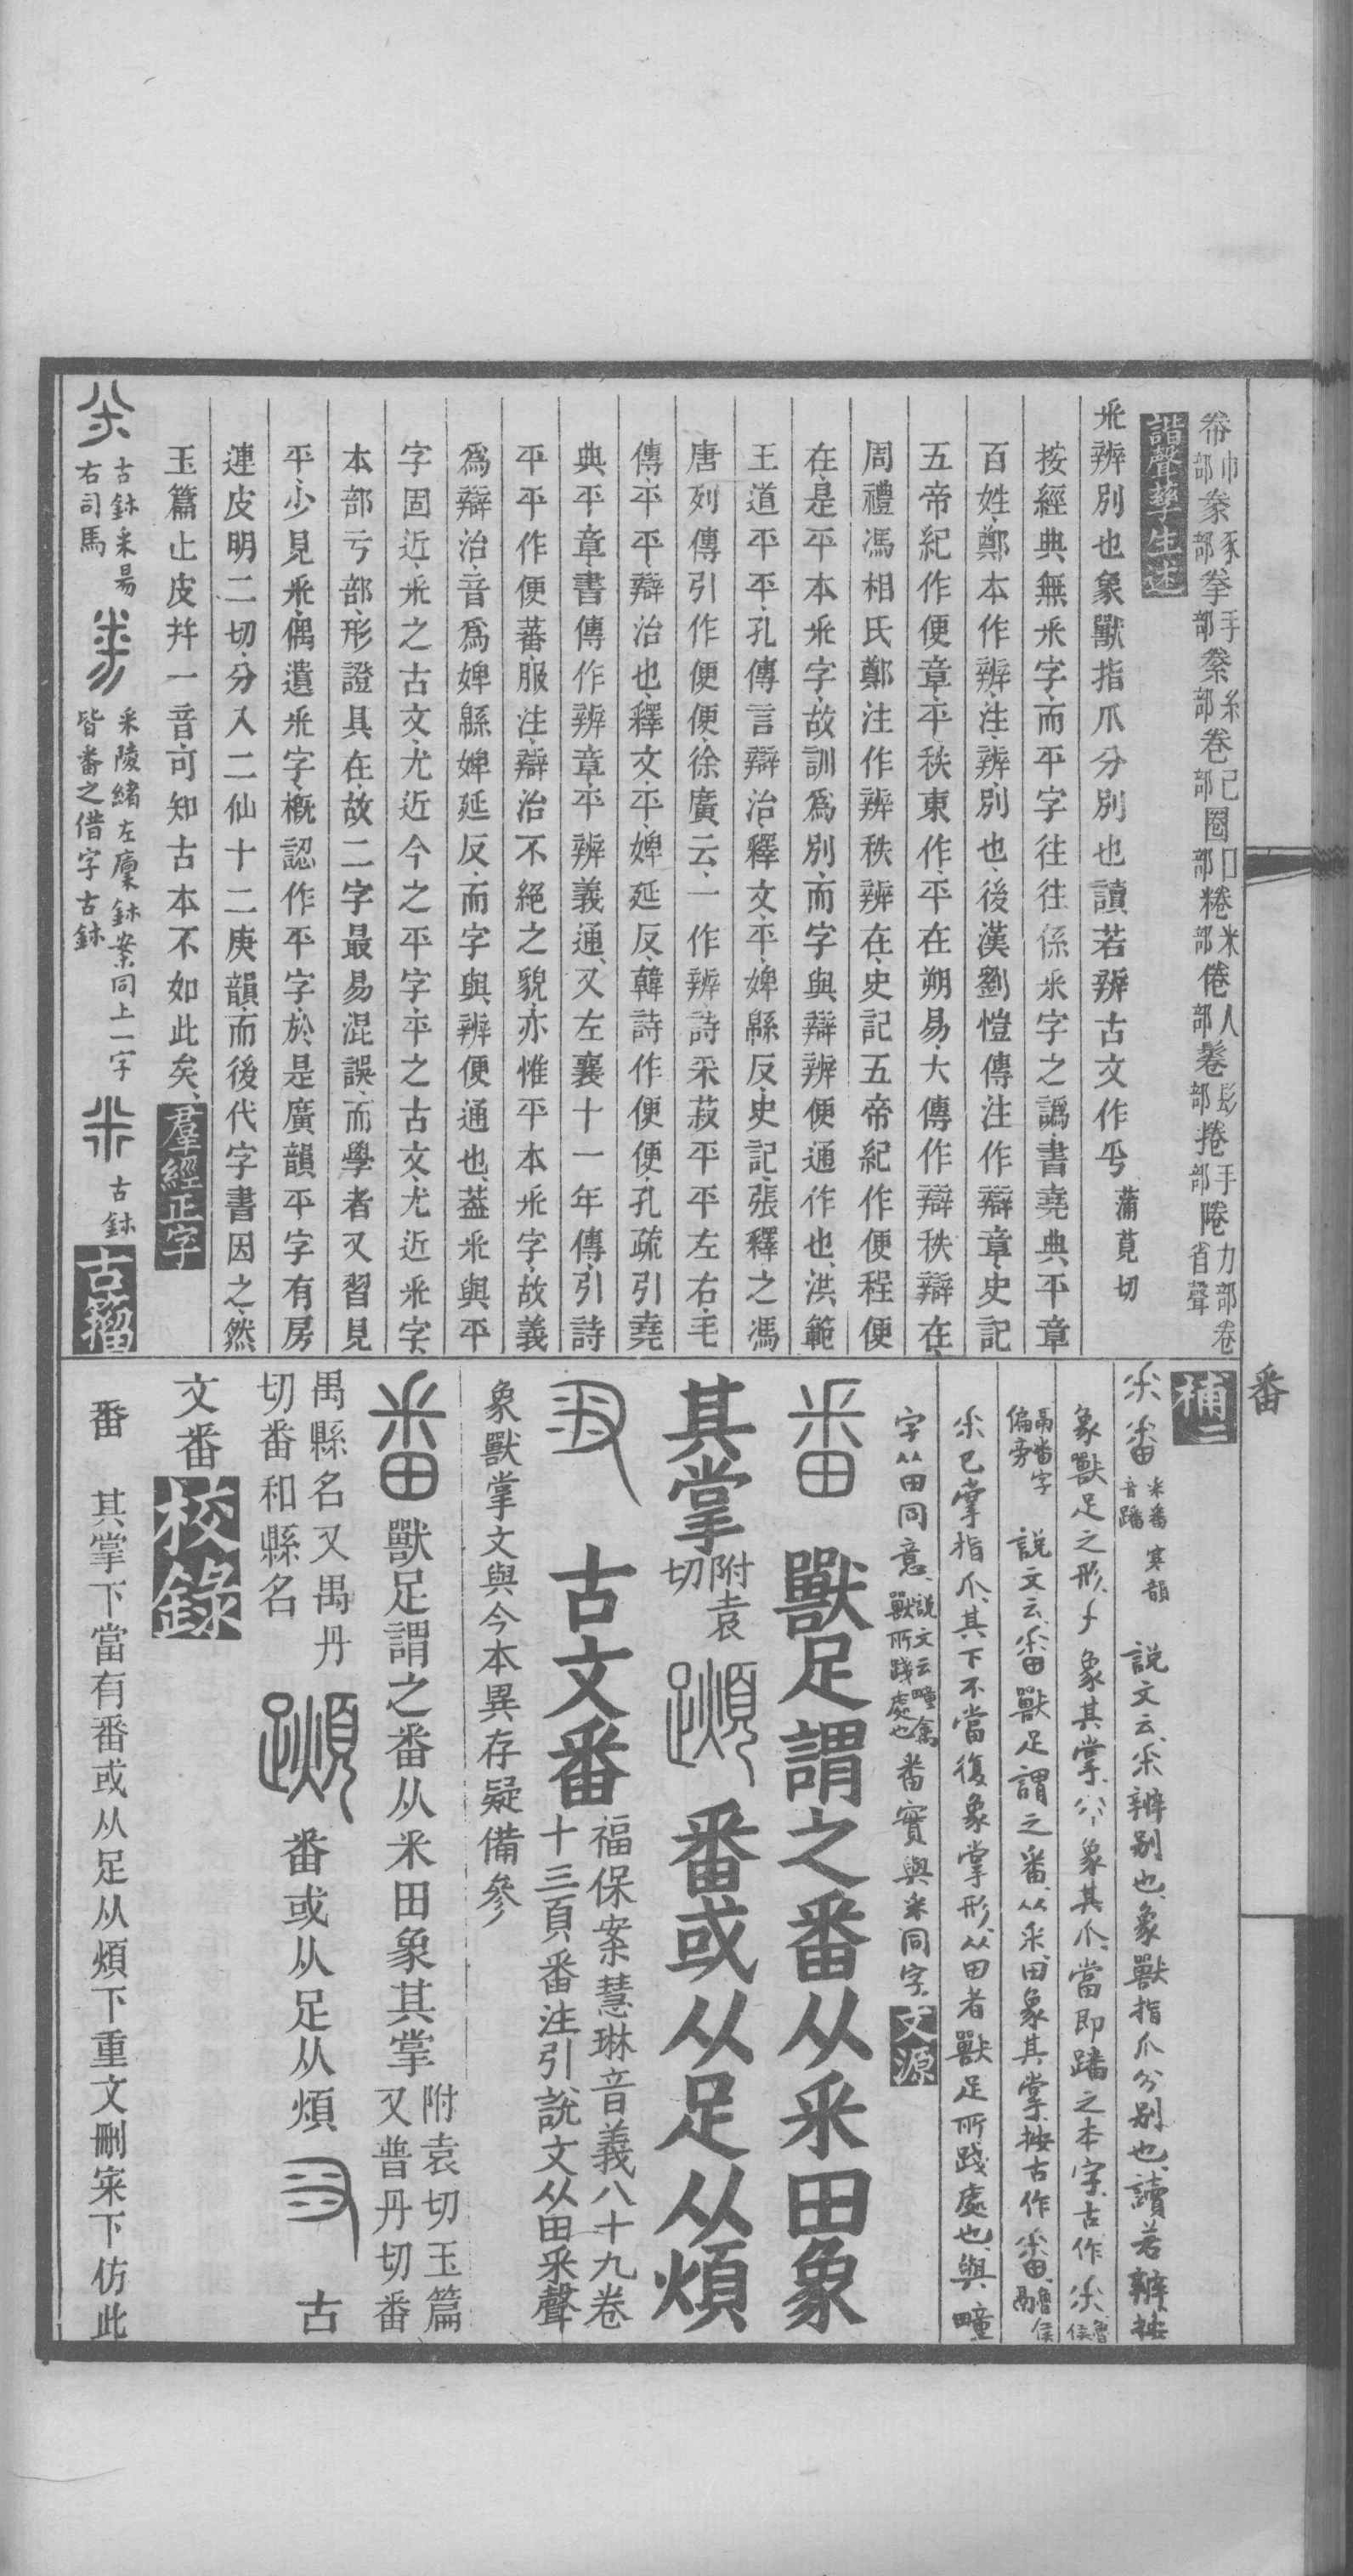 番
帣巾部豢豕部拳手部絭糸部卷㔾部圈囗部䊎米部倦人部鬈髟部捲手部䣺力部卷省聲
諧聲孳生述
釆辨別也象獸指爪分別也讀若辨古文作𠂒蒲莧切
按經典無釆字而平字往往係釆字之譌書堯典平章
百姓鄭本作辨注辨別也後漢劉愷傳注作辯章史記
五帝紀作便章平秩東作平在朔易大傳作辯秩辯在
周禮馮相氏鄭注作辨秩辨在史記五帝紀作便程便
在是平本釆字故訓爲別而字與辯辨便通作也洪範
王道平平孔傳言辯治釋文平婢緜反史記張釋之馮
唐列傳引作便便徐廣云一作辨詩采菽平平左右毛
傳平平辯治也釋文平婢延反韓詩作便便孔疏引堯
典平章書傳作辨章平辨義通又左襄十一年傳引詩
平平作便蕃服注辯治不絕之貌亦惟平本釆字故義
爲辯治音爲婢緜婢延反而字與辨便通也蓋釆與平
字固近釆之古文尤近今之平字平之古文尤近釆字
本部亏部形證具在故二字最易混誤而學者又習見
平少見釆偶遺釆字概認作平字於是廣韻平字有房
連皮明二切分入二仙十二庚韻而後代字書因之然
玉篇止皮幷一音可知古本不如此矣羣經正字
古鉨釆昜右司馬 釆陵緒左廩鉨案同上一字皆番之借字古鉨 古鉨 古籀
補二
釆番釆番音蹯寒韻 說文云釆辨別也象獸指爪分別也讀若辨按
象獸足之形象其掌象其爪當卽蹯之本字古作釆魯侯
鬲番字偏旁 說文云番獸足謂之番从釆田象其掌按古作番魯侯鬲
釆已掌指爪其下不當復象掌形从田者獸足所踐處也與疃
字从田同意說文云疃禽獸所踐處也番實與釆同字文源
番 獸足謂之番从釆田象
其掌附袁切 蹞 番或从足从煩
古文番福保案慧琳音義八十九卷十三頁番注引說文从田釆聲
象獸掌文與今本異存疑備參
番獸足謂之番从釆田象其掌附袁切玉篇又普丹切番
禺縣名又禺丹切番和縣名 蹞 番或从足从煩 古
文番 校錄
番 其掌下當有番或从足从煩下重文刪宷下仿此